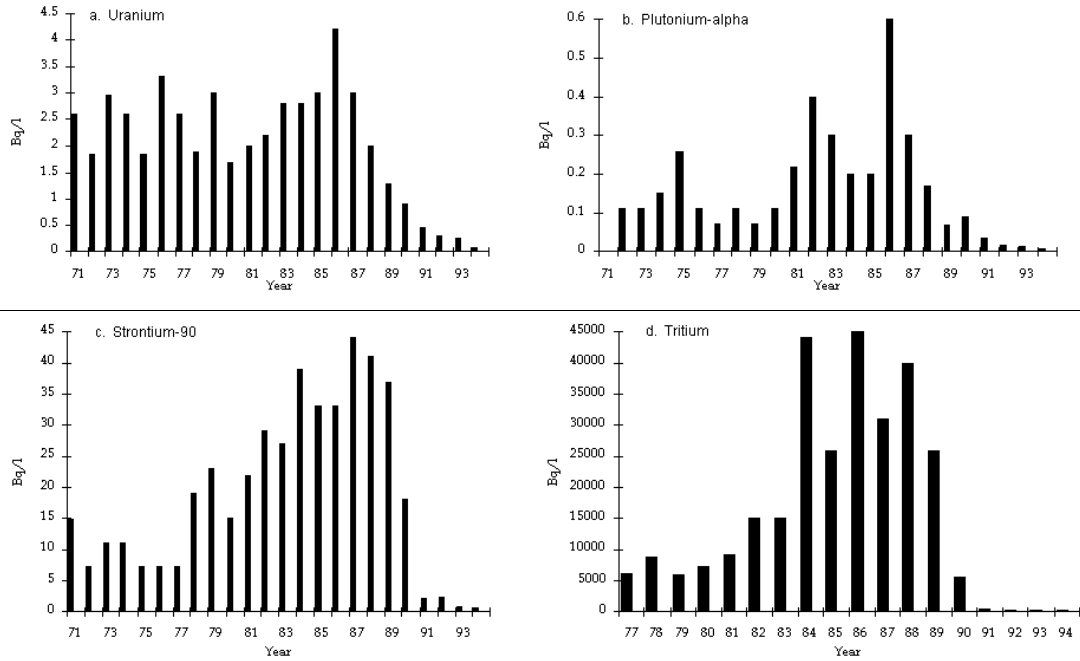 a. Uranium
4.5
4
3.5
3
2.5
2
1.5
1
0.5
0
Bq/l
71 73 75 77 79 81 83 85 87 89 91 93
Year
b. Plutonium-alpha
0.6
0.5
0.4
0.3
0.2
0.1
0
Bq/l
71 73 75 77 79 81 83 85 87 89 91 93
Year
c. Strontium-90
45
40
35
30
25
20
15
10
5
0
Bq/l
71 73 75 77 79 81 83 85 87 89 91 93
Year
d. Tritium
45000
40000
35000
30000
25000
20000
15000
10000
5000
0
Bq/l
77 78 79 80 81 82 83 84 85 86 87 88 89 90 91 92 93 94
Year